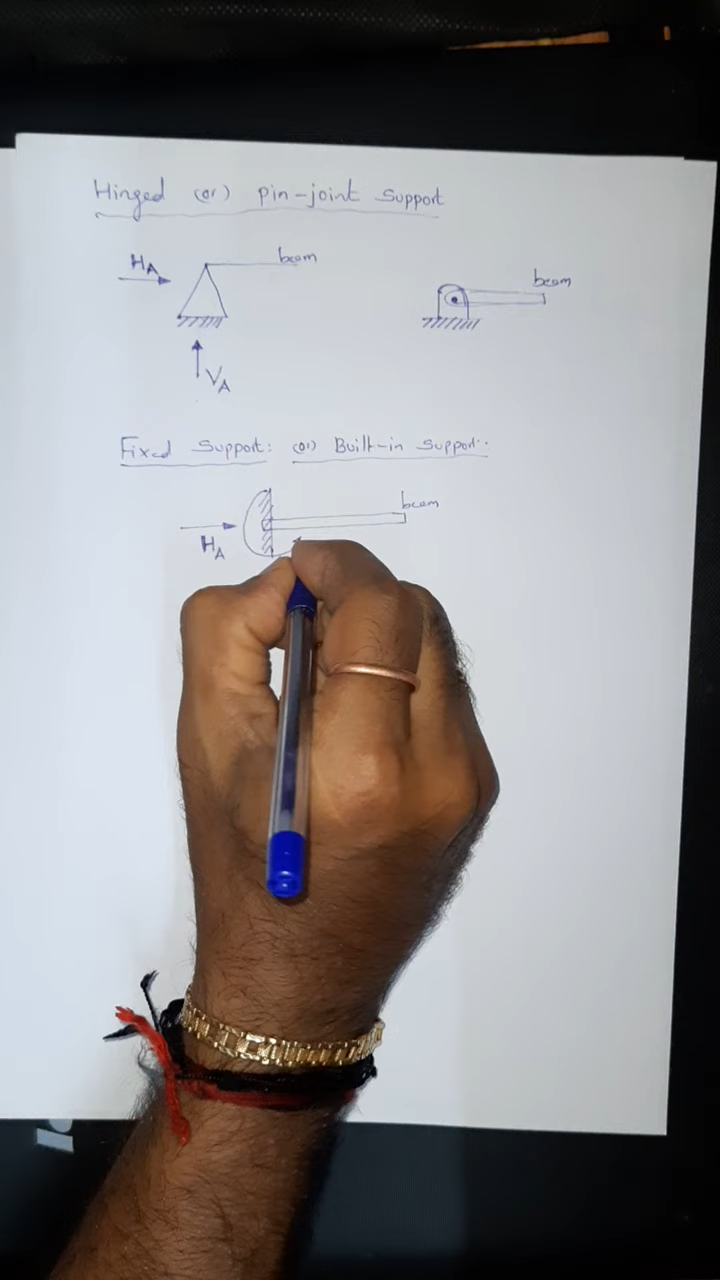 Hinged (or) Pin-joint Support
HA
beam
beam
VA
Fixed Support: (or) Built-in Support:
beam
HA